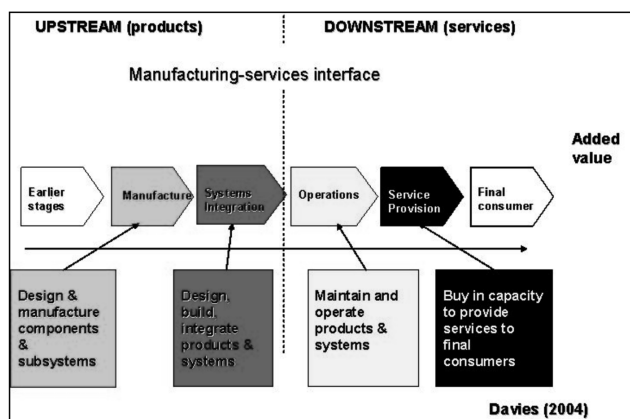 UPSTREAM (products)
DOWNSTREAM (services)
Manufacturing-services interface
Added
value
Earlier
stages
Manufacture
Systems
Integration
Operations
Service
Provision
Final
consumer
Design &
manufacture
components
&
subsystems
Design,
build,
integrate
products &
systems
Maintain and
operate
products &
systems
Buy in capacity
to provide
services to
final
consumers
Davies (2004)